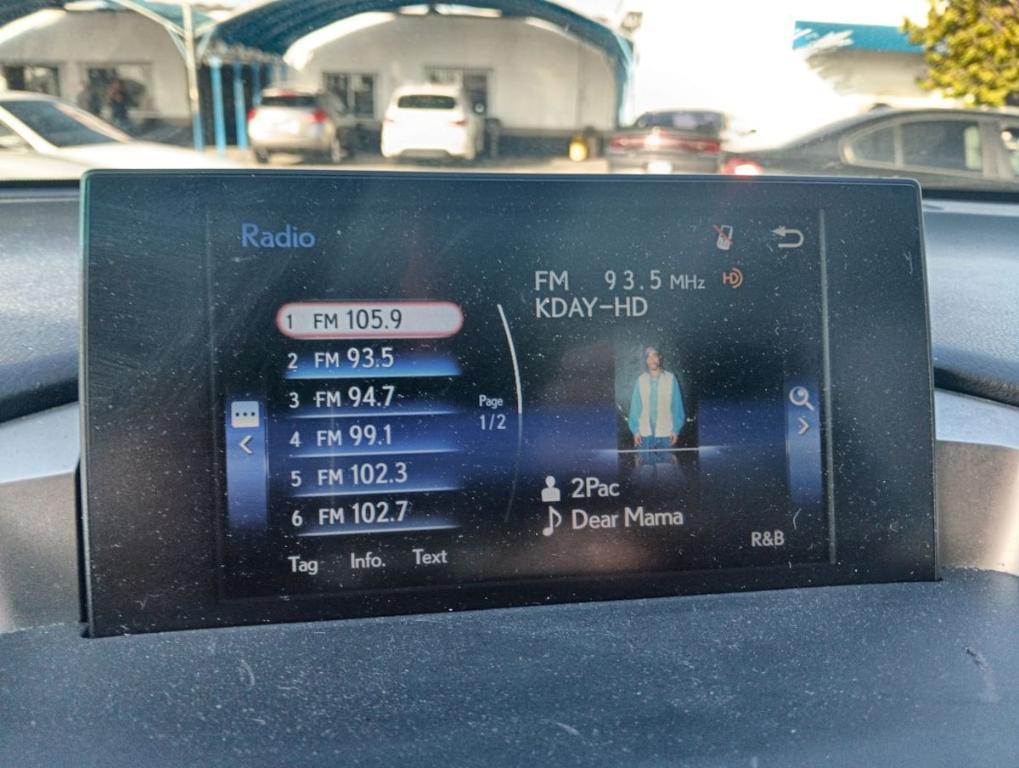 Radio
FM 93.5 MHz HD
KDAY-HD
1 FM 105.9
2 FM 93.5
3 FM 94.7
4 FM 99.1
5 FM 102.3
6 FM 102.7
Page
1/2
2Pac
Dear Mama
R&B
Tag Info. Text